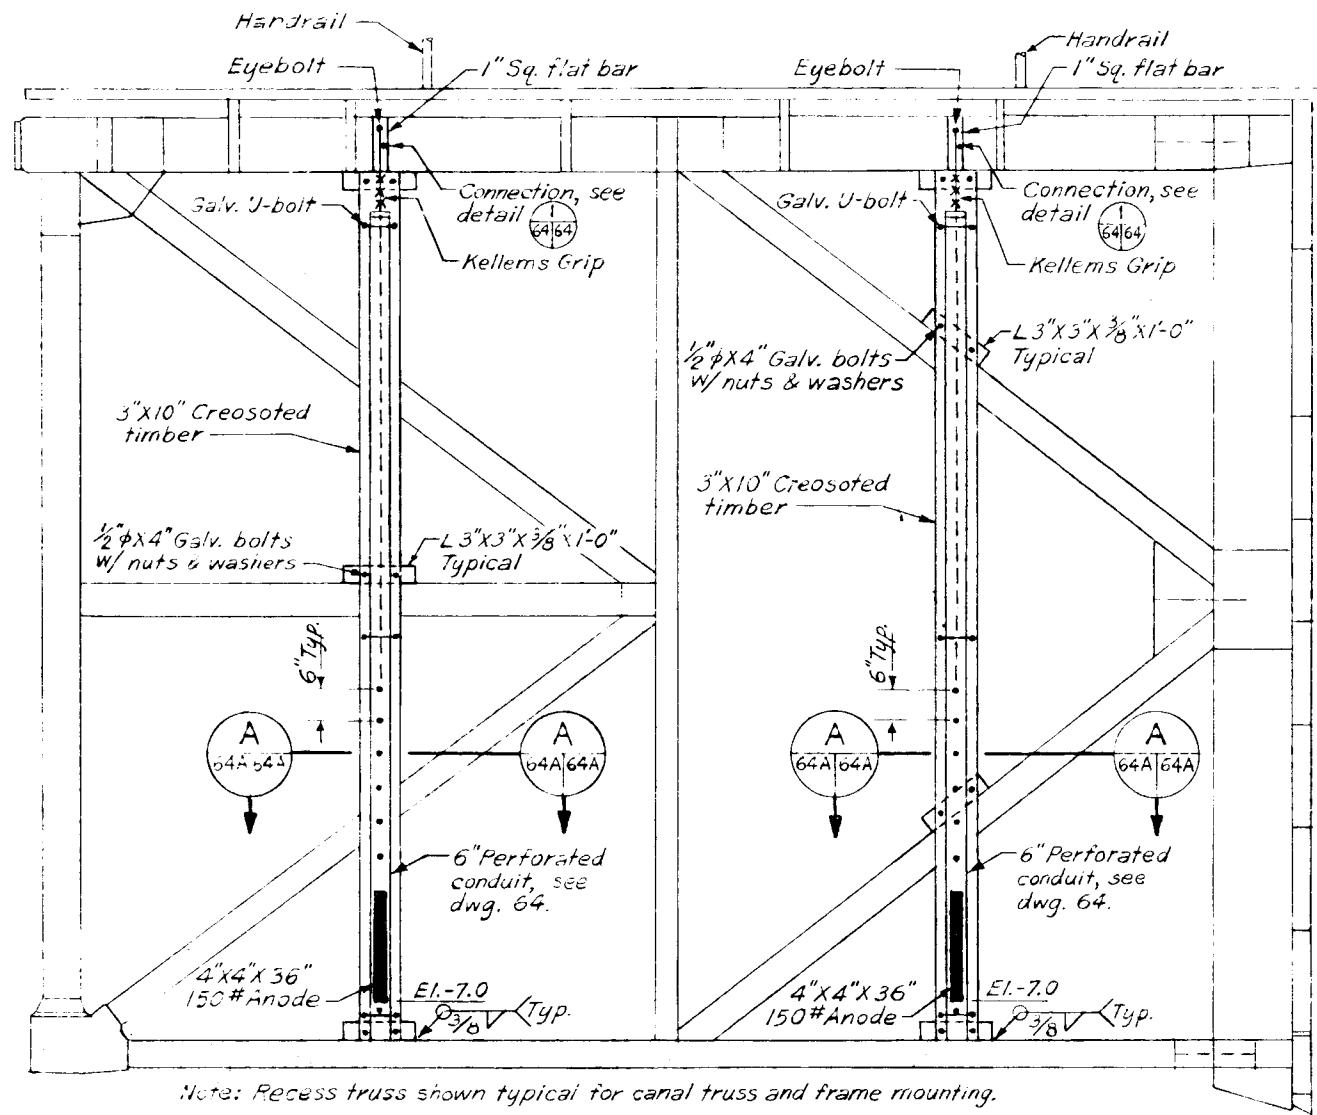 Handrail
Eyebolt
1" Sq. flat bar
Handrail
Eyebolt
1" Sq. flat bar
Connection, see
detail
1
64 64
Galv. U-bolt
Kellems Grip
Galv. U-bolt
Connection, see
detail
1
64 64
Kellems Grip
L 3"X3"X3/8"X1'-0"
Typical
1/2"φX4" Galv. bolts
W/ nuts & washers
3"X10" Creosoted
timber
3"X10" Creosoted
timber
1/2"φX4" Galv. bolts
W/ nuts & washers
L 3"X3"X3/8"X1'-0"
Typical
6" Typ.
6" Typ.
A
64A 64A
A
64A 64A
A
64A 64A
A
64A 64A
6" Perforated
conduit, see
dwg. 64.
6" Perforated
conduit, see
dwg. 64.
4"X4"X36"
150# Anode
El.-7.0
3/8
Typ.
4"X4"X36"
150# Anode
El.-7.0
3/8
Typ.
Note: Recess truss shown typical for canal truss and frame mounting.